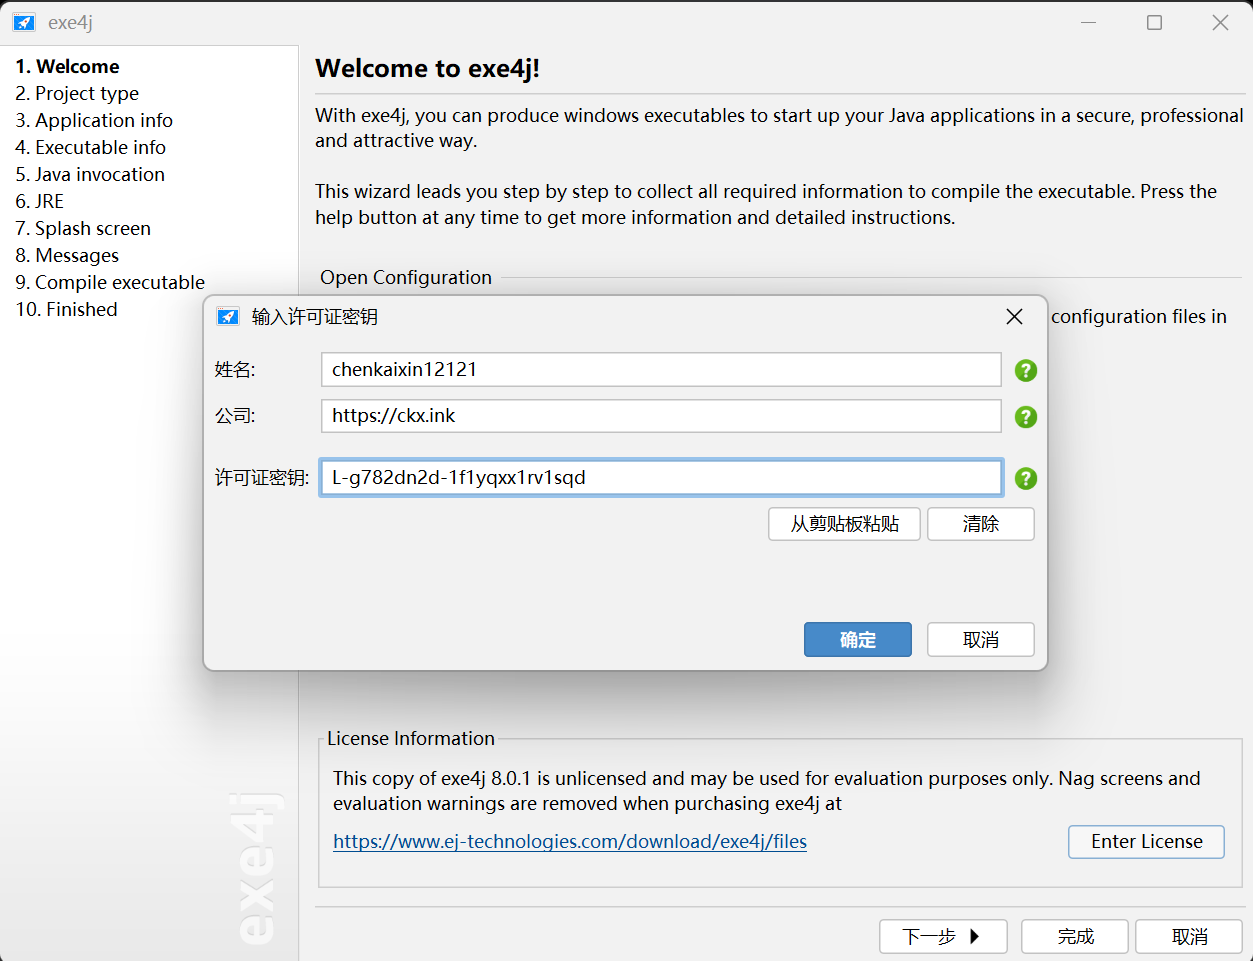 exe4j
1. Welcome
2. Project type
3. Application info
4. Executable info
5. Java invocation
6. JRE
7. Splash screen
8. Messages
9. Compile executable
10. Finished
exe4j
Welcome to exe4j!
With exe4j, you can produce windows executables to start up your Java applications in a secure, professional
and attractive way.
This wizard leads you step by step to collect all required information to compile the executable. Press the
help button at any time to get more information and detailed instructions.
Open Configuration
configuration files in
输入许可证密钥
姓名: chenkaixin12121
公司: https://ckx.ink
许可证密钥: L-g782dn2d-1f1yqxx1rv1sqd
从剪贴板粘贴 清除
确定 取消
License Information
This copy of exe4j 8.0.1 is unlicensed and may be used for evaluation purposes only. Nag screens and
evaluation warnings are removed when purchasing exe4j at
https://www.ej-technologies.com/download/exe4j/files
Enter License
下一步 完成 取消